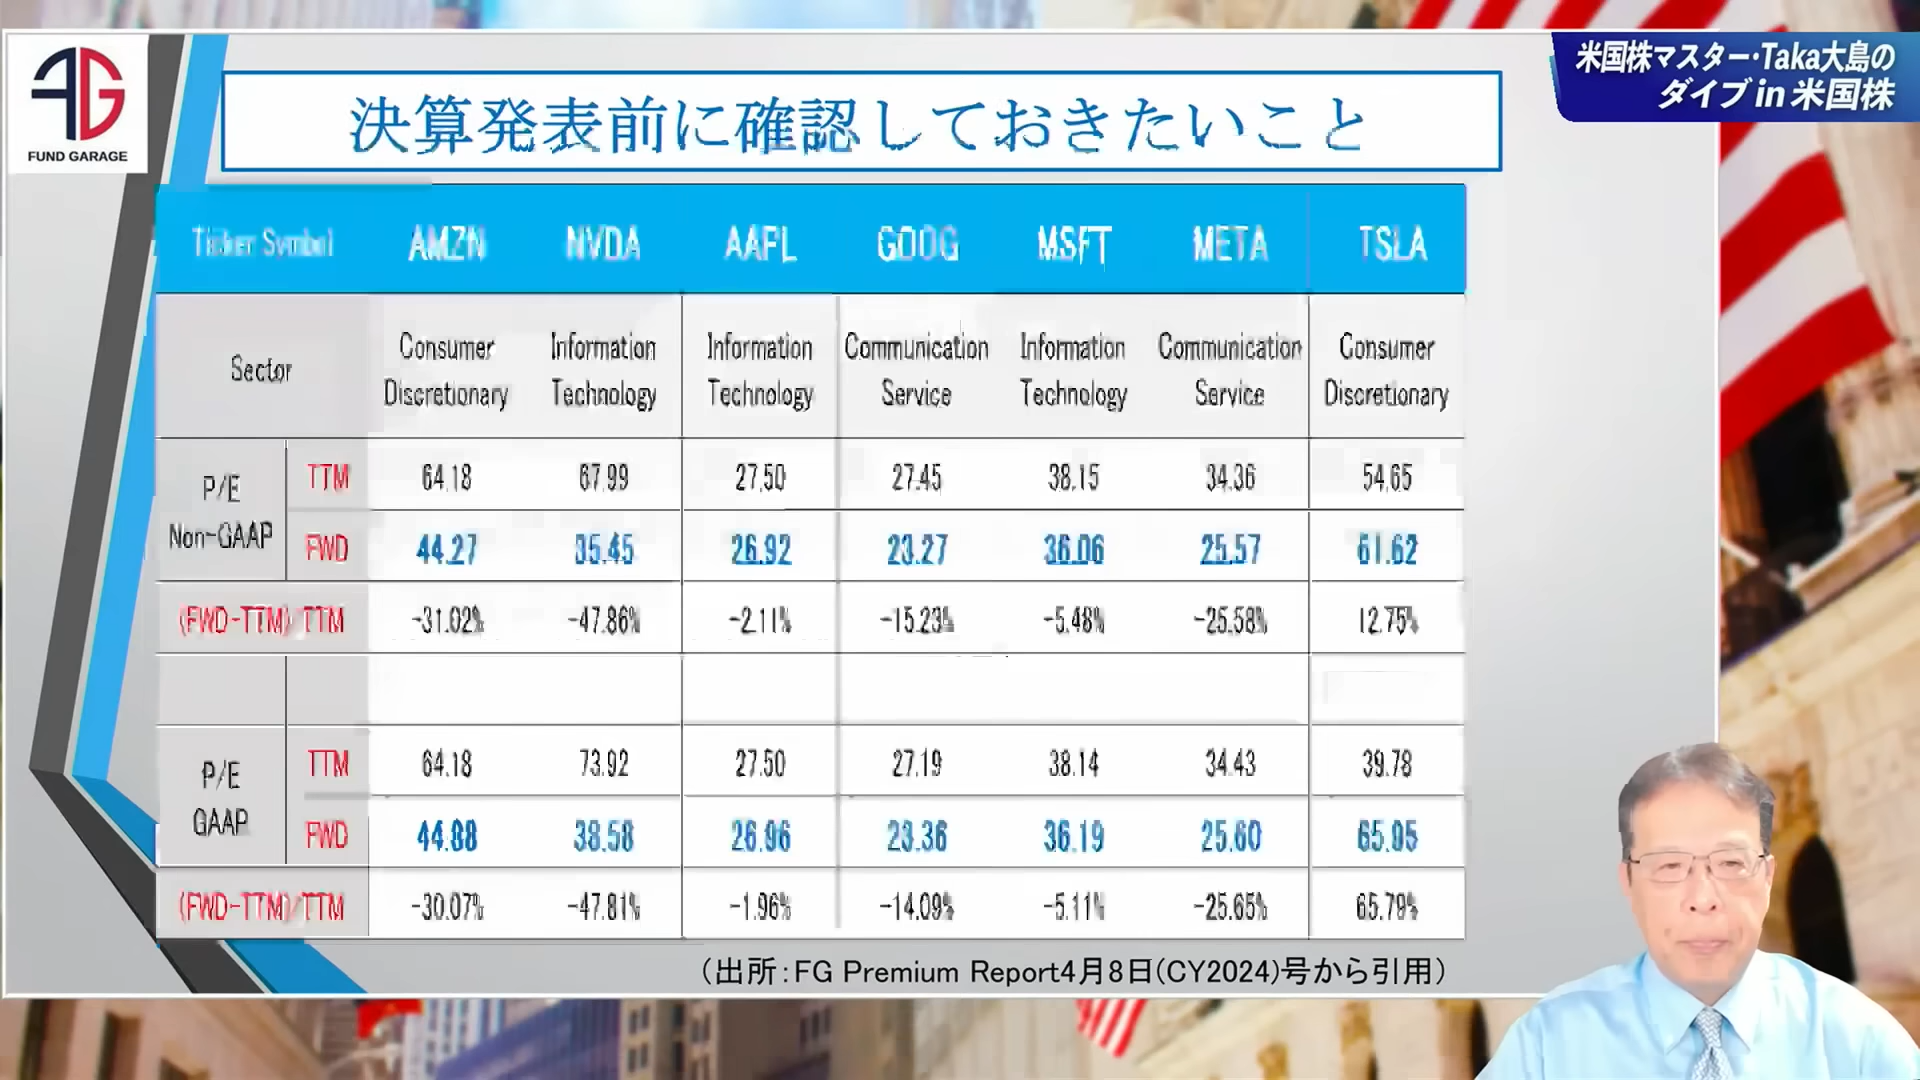 FG
FUND GARAGE
米国株マスター・Taka大島の
ダイブ in 米国株
決算発表前に確認しておきたいこと
Ticker Symbol AMZN NVDA AAPL GOOG MSFT META TSLA
Sector Consumer Discretionary Information Technology Information Technology Communication Service Information Technology Communication Service Consumer Discretionary
P/E Non-GAAP TTM 64.18 67.99 27.50 27.45 38.15 34.36 54.65
FWD 44.27 35.45 26.92 23.27 36.06 25.57 61.62
(FWD-TTM)/TTM -31.02% -47.86% -2.11% -15.23% -5.48% -25.58% 12.75%
P/E GAAP TTM 64.18 73.92 27.50 27.19 38.14 34.43 39.78
FWD 44.88 38.58 26.96 23.36 36.19 25.60 65.95
(FWD-TTM)/TTM -30.07% -47.81% -1.96% -14.09% -5.11% -25.65% 65.79%
(出所:FG Premium Report4月8日(CY2024)号から引用)